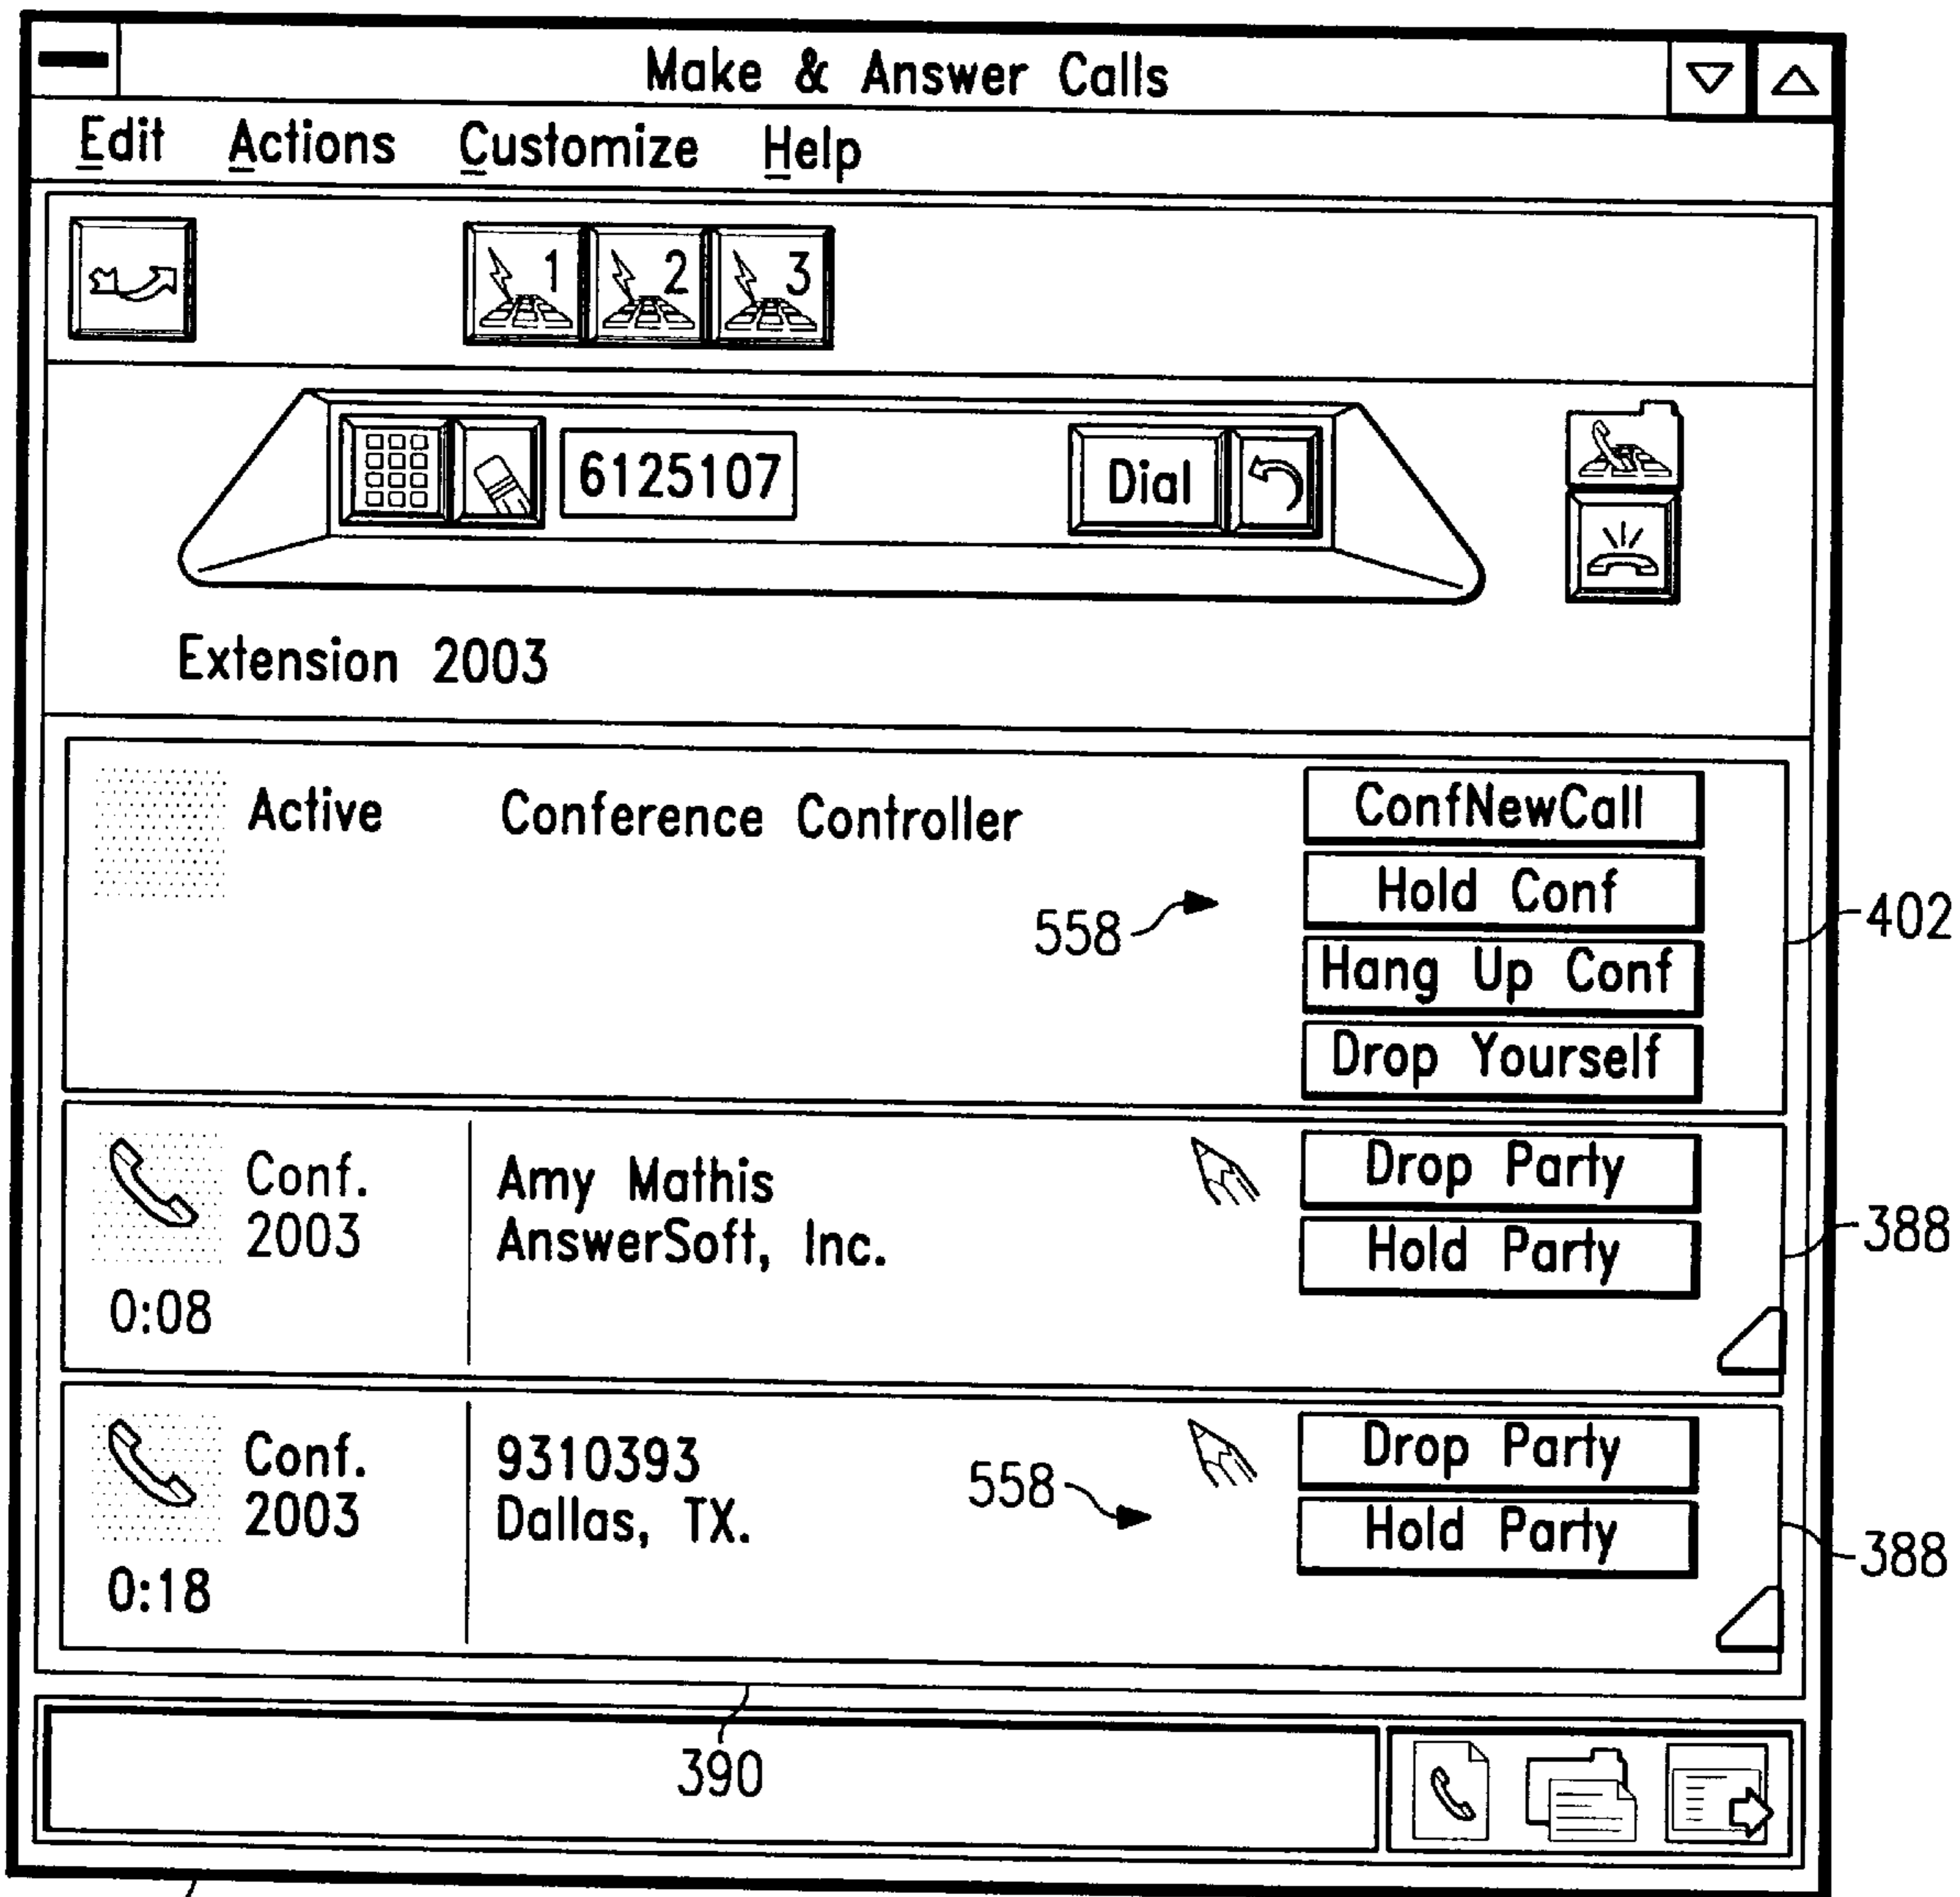 Make & Answer Calls
Edit Actions Customize Help
1 2 3
6125107 Dial
Extension 2003
Active Conference Controller
ConfNewCall
Hold Conf
558
402
Hang Up Conf
Drop Yourself
Conf.
2003
0:08
Amy Mathis
AnswerSoft, Inc.
Drop Party
Hold Party
388
Conf.
2003
0:18
9310393
Dallas, TX.
558
Drop Party
Hold Party
388
390